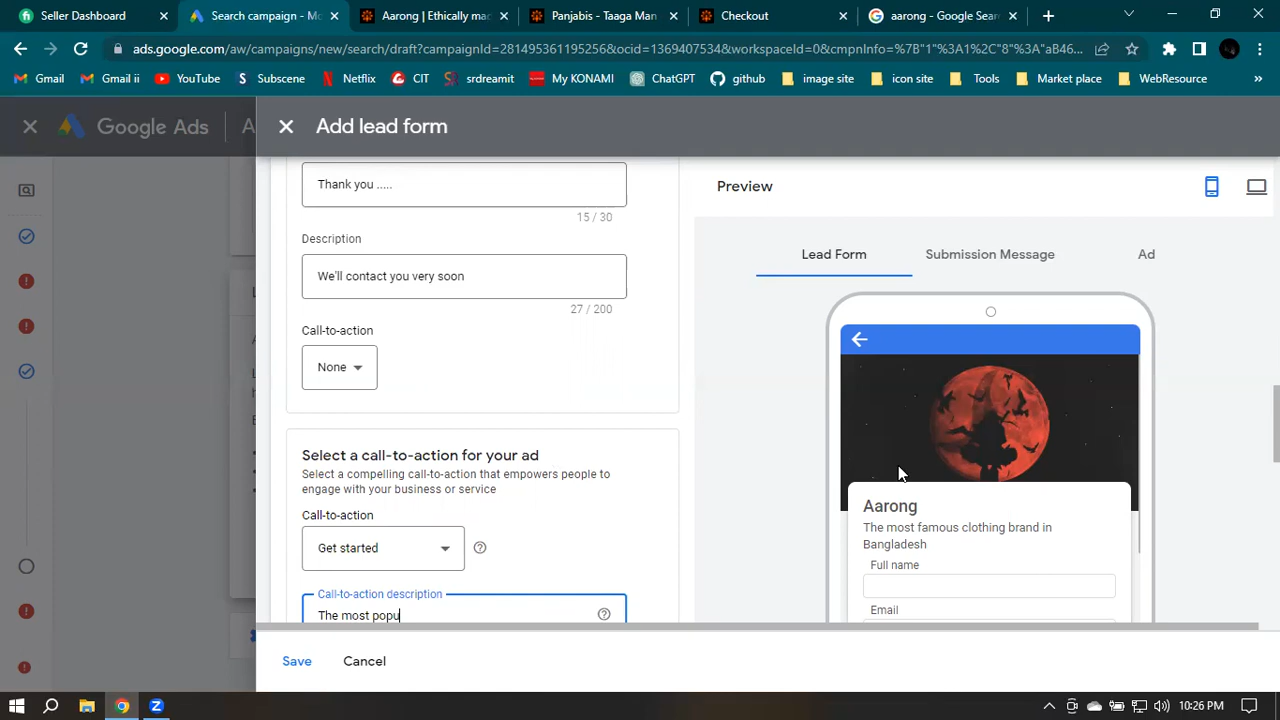 Seller Dashboard
Search campaign - Mo
Aarong | Ethically mac
Panjabis - Taaga Man
Checkout
aarong - Google Sear
ads.google.com/aw/campaigns/new/search/draft?campaignId=281495361195256&ocid=1369407534&workspaceId=0&cmpnInfo=%7B"1"%3A1%2C"8"%3A"aB46...
Gmail
Gmail ii
YouTube
Subscene
Netflix
CIT
srdreamit
My KONAMI
ChatGPT
github
image site
icon site
Tools
Market place
WebResource
»
Google Ads
Add lead form
Thank you .....
15 / 30
Description
We'll contact you very soon
27 / 200
Call-to-action
None
Select a call-to-action for your ad
Select a compelling call-to-action that empowers people to
engage with your business or service
Call-to-action
Get started
Call-to-action description
The most popu
Save
Cancel
Preview
Lead Form
Submission Message
Ad
Aarong
The most famous clothing brand in
Bangladesh
Full name
Email
10:26 PM